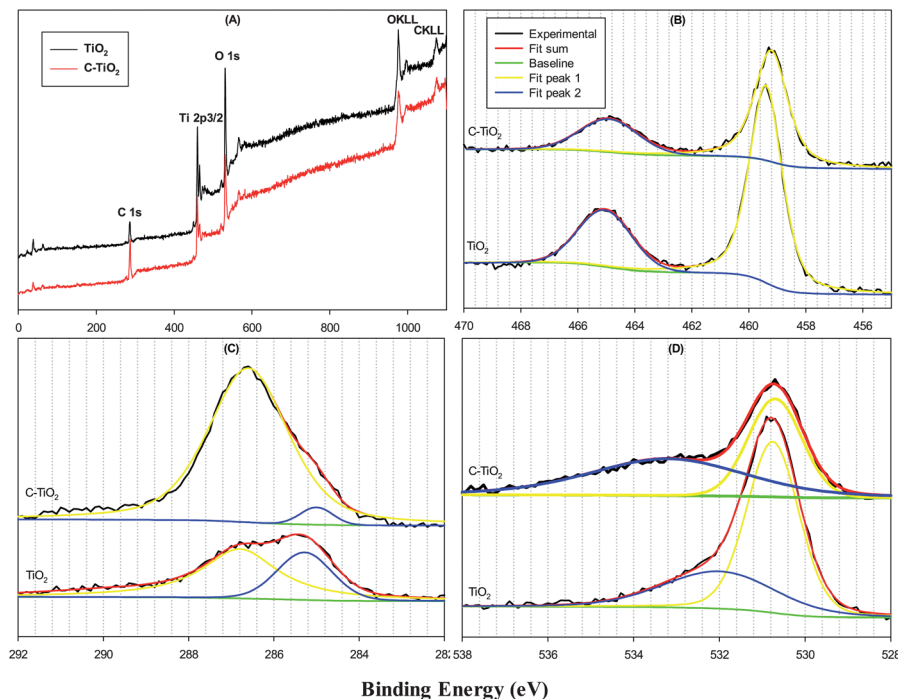 (A)
TiO2
C-TiO2
OKLL
CKLL
O 1s
Ti 2p3/2
C 1s
0 200 400 600 800 1000
(B)
Experimental
Fit sum
Baseline
Fit peak 1
Fit peak 2
C-TiO2
TiO2
470 468 466 464 462 460 458 456
(C)
C-TiO2
TiO2
292 290 288 286 284 282
(D)
C-TiO2
TiO2
538 536 534 532 530 528
Binding Energy (eV)